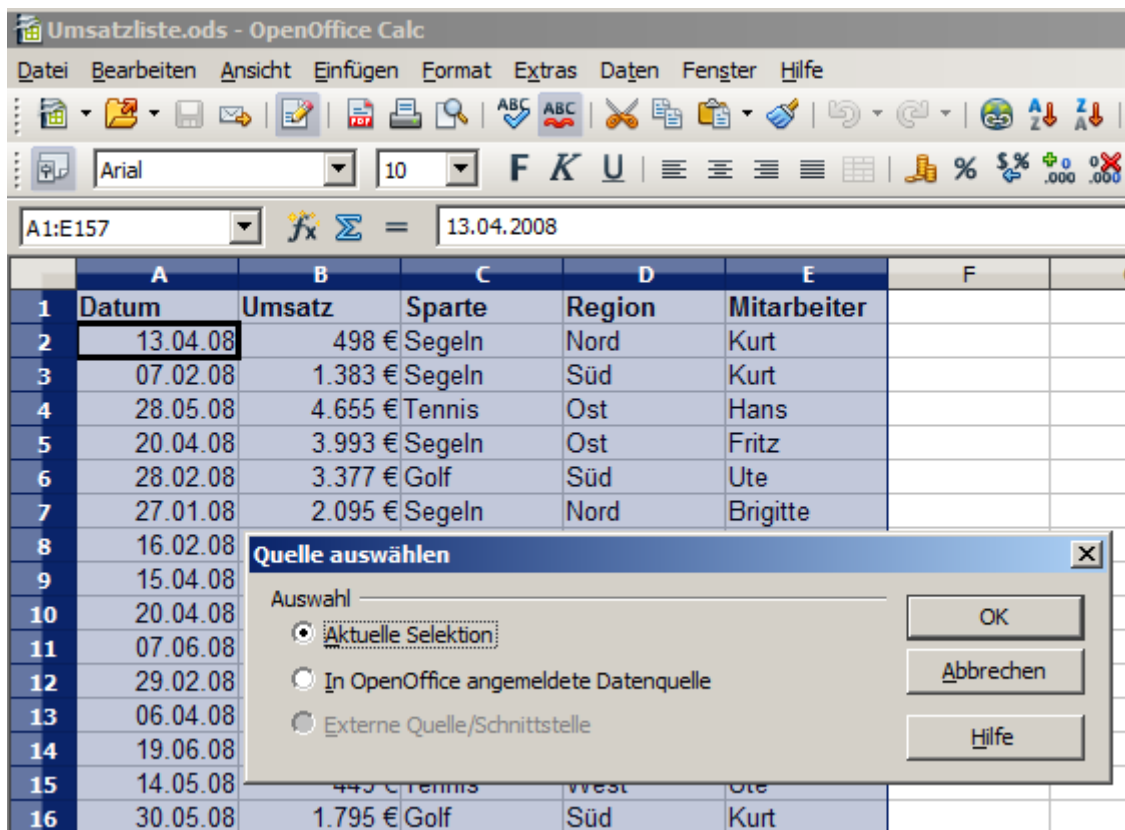 Umsatzliste.ods - OpenOffice Calc
Datei Bearbeiten Ansicht Einfügen Format Extras Daten Fenster Hilfe
Arial 10 F K U
A1:E157 13.04.2008
A B C D E F
1 Datum Umsatz Sparte Region Mitarbeiter
2 13.04.08 498 € Segeln Nord Kurt
3 07.02.08 1.383 € Segeln Süd Kurt
4 28.05.08 4.655 € Tennis Ost Hans
5 20.04.08 3.993 € Segeln Ost Fritz
6 28.02.08 3.377 € Golf Süd Ute
7 27.01.08 2.095 € Segeln Nord Brigitte
8 16.02.08
9 15.04.08
10 20.04.08
11 07.06.08
12 29.02.08
13 06.04.08
14 19.06.08
15 14.05.08 445 € Tennis West Ute
16 30.05.08 1.795 € Golf Süd Kurt
Quelle auswählen
Auswahl
Aktuelle Selektion
In OpenOffice angemeldete Datenquelle
Externe Quelle/Schnittstelle
OK
Abbrechen
Hilfe